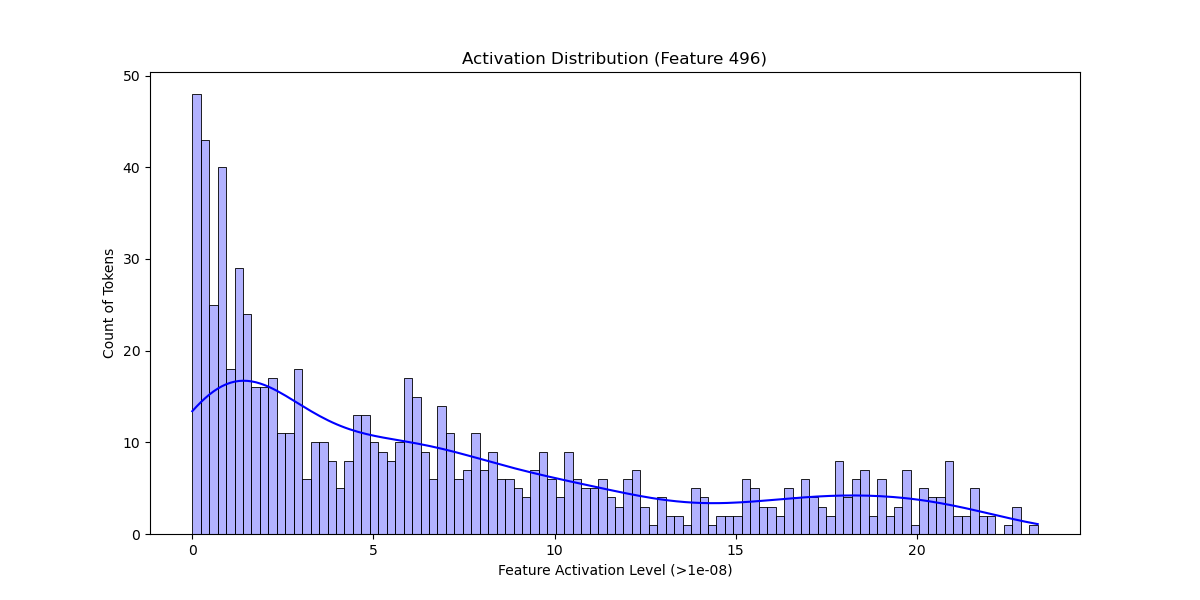 Activation Distribution (Feature 496)
50
40
30
20
10
0
Count of Tokens
0 5 10 15 20
Feature Activation Level (>1e-08)